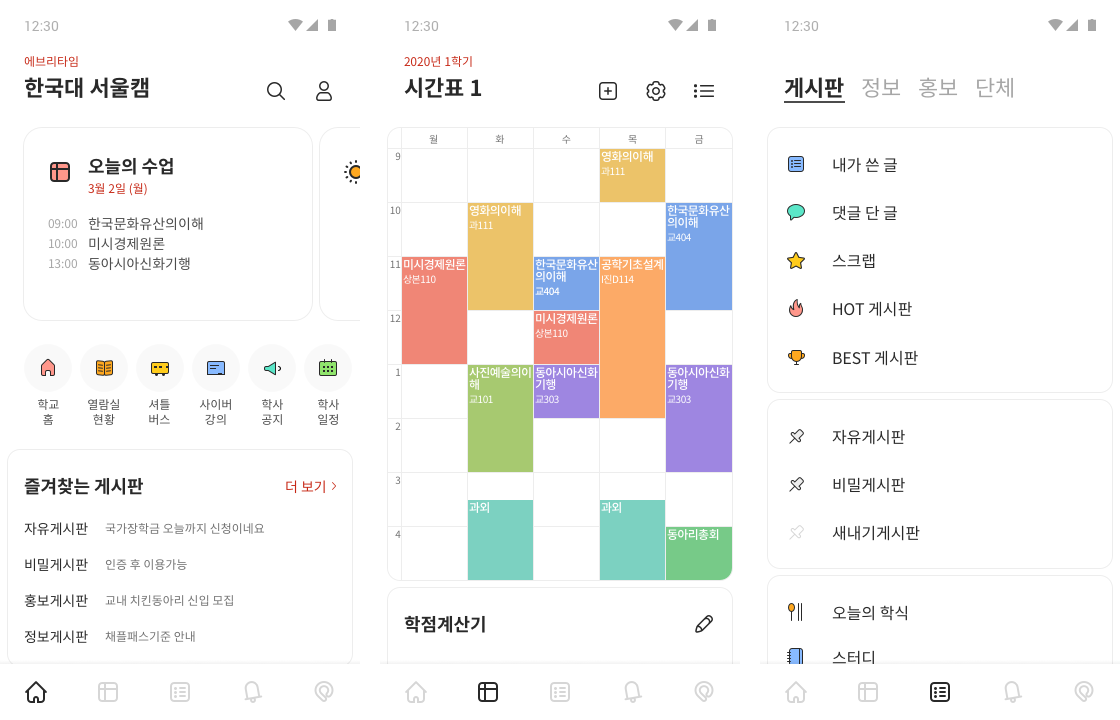 12:30
에브리타임
한국대 서울캠
오늘의 수업
3월 2일 (월)
09:00 한국문화유산의이해
10:00 미시경제원론
13:00 동아시아신화기행
학교
홈
열람실
현황
셔틀
버스
사이버
강의
학사
공지
학사
일정
즐겨찾는 게시판
더 보기
자유게시판 국가장학금 오늘까지 신청이네요
비밀게시판 인증 후 이용가능
홍보게시판 교내 치킨동아리 신입 모집
정보게시판 채플패스기준 안내
12:30
2020년 1학기
시간표 1
월 화 수 목 금
9
영화의이해
과111
10
영화의이해
과111
한국문화유산
의이해
교404
11
미시경제원론
상본110
한국문화유산
의이해
교404
공학기초설계
I진D114
12
미시경제원론
상본110
1
사진예술의이
해
교101
동아시아신화
기행
교303
동아시아신화
기행
교303
2
3
과외
과외
4
동아리총회
학점계산기
12:30
게시판 정보 홍보 단체
내가 쓴 글
댓글 단 글
스크랩
HOT 게시판
BEST 게시판
자유게시판
비밀게시판
새내기게시판
오늘의 학식
스터디